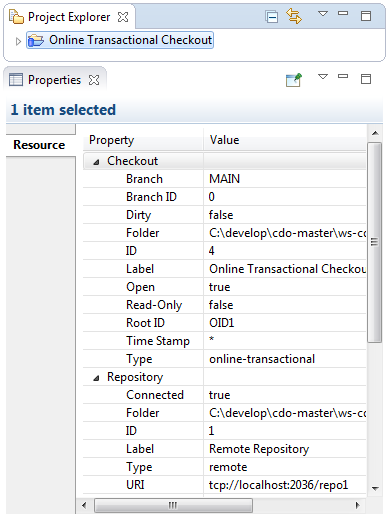 Project Explorer
Online Transactional Checkout
Properties
1 item selected
Resource
Property Value
Checkout
Branch MAIN
Branch ID 0
Dirty false
Folder C:\develop\cdo-master\ws-c
ID 4
Label Online Transactional Checkou
Open true
Read-Only false
Root ID OID1
Time Stamp *
Type online-transactional
Repository
Connected true
Folder C:\develop\cdo-master\ws-c
ID 1
Label Remote Repository
Type remote
URI tcp://localhost:2036/repo1